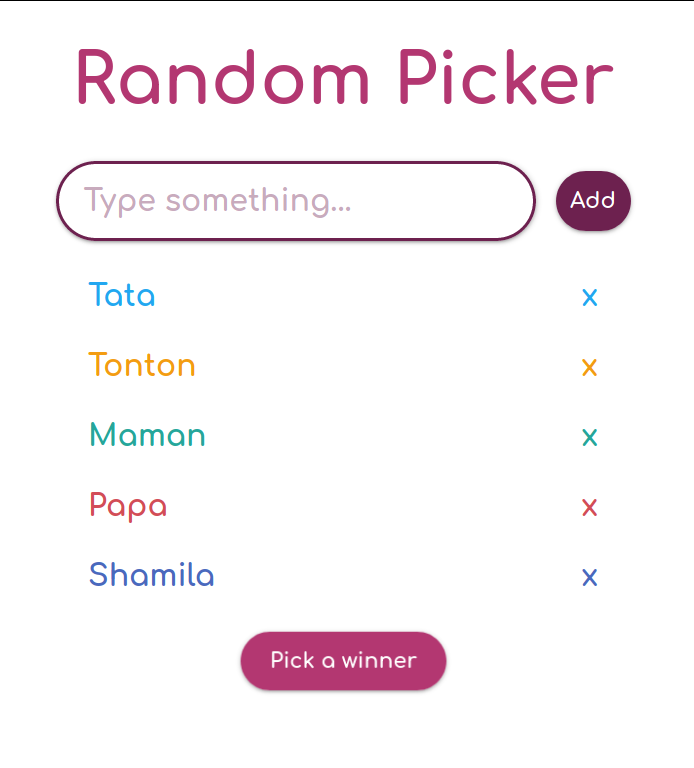 Random Picker
Type something...
Add
Tata x
Tonton x
Maman x
Papa x
Shamila x
Pick a winner